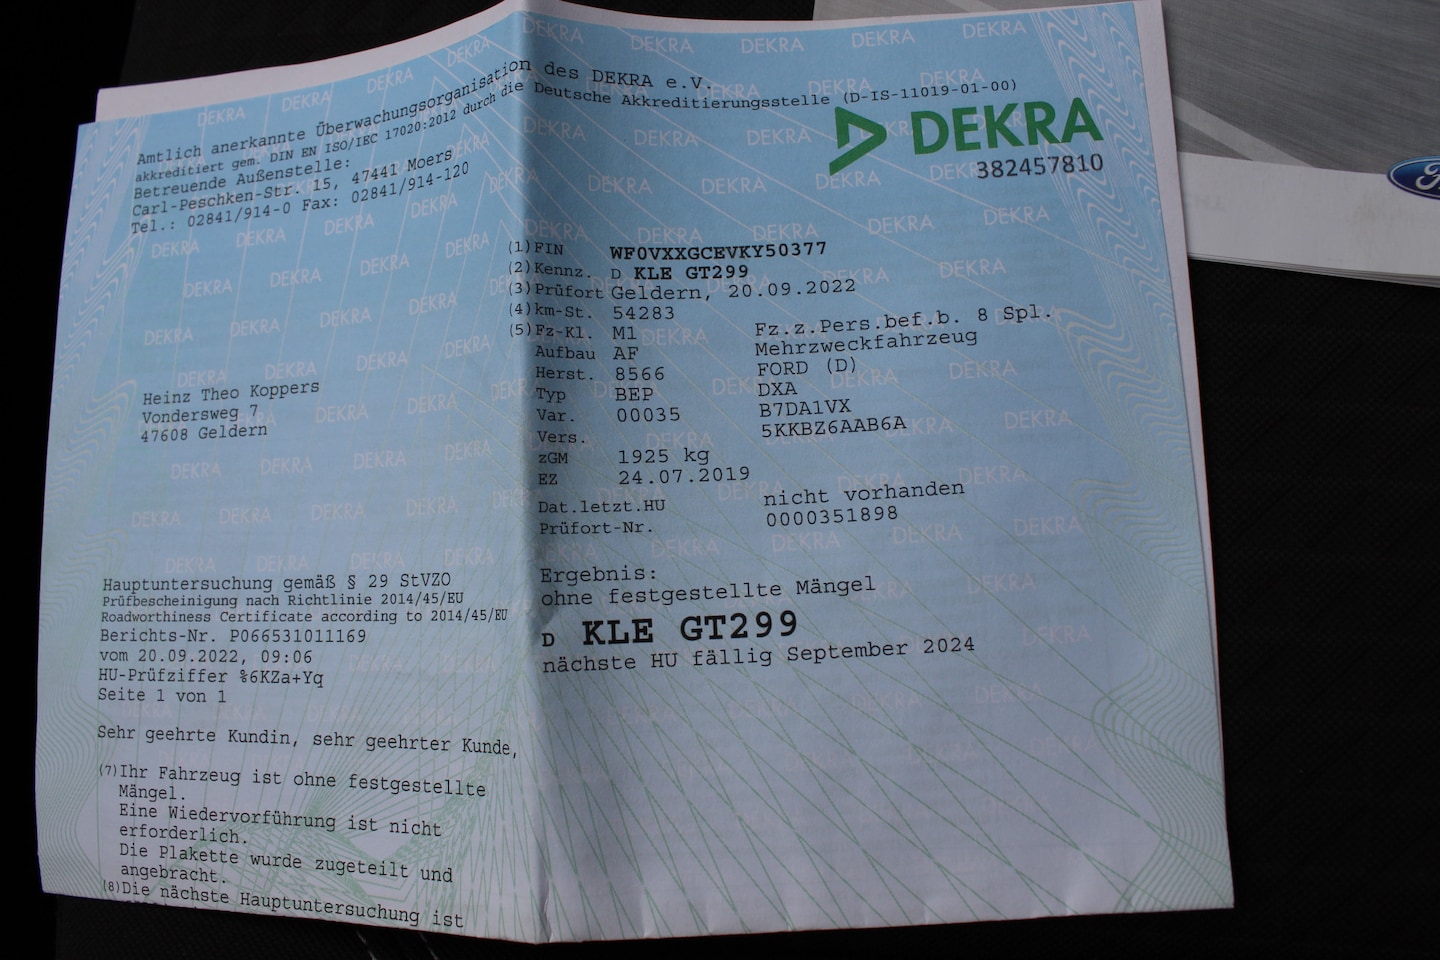 Amtlich anerkannte Überwachungsorganisation des DEKRA e.V.
akkreditiert gem. DIN EN ISO/IEC 17020:2012 durch die Deutsche Akkreditierungsstelle (D-IS-11019-01-00)
Betreuende Außenstelle:
Carl-Peschken-Str. 15, 47441 Moers
Tel.: 02841/914-0 Fax: 02841/914-120
DEKRA
382457810
(1) FIN WF0VXXGCEVKY50377
(2) Kennz. D KLE GT299
(3) Prüfort Geldern, 20.09.2022
(4) km-St. 54283
(5) Fz-Kl. M1 Fz.z.Pers.bef.b. 8 Spl.
Aufbau AF Mehrzweckfahrzeug
Herst. 8566 FORD (D)
Typ BEP DXA
Var. 00035 B7DA1VX
Vers. 5KKBZ6AAB6A
zGM 1925 kg
EZ 24.07.2019
Dat.letzt.HU nicht vorhanden
Prüfort-Nr. 0000351898
Heinz Theo Koppers
Vondersweg 7
47608 Geldern
Hauptuntersuchung gemäß § 29 StVZO
Prüfbescheinigung nach Richtlinie 2014/45/EU
Roadworthiness Certificate according to 2014/45/EU
Berichts-Nr. P066531011169
vom 20.09.2022, 09:06
HU-Prüfziffer %6KZa+Yq
Seite 1 von 1
Ergebnis:
ohne festgestellte Mängel
D KLE GT299
nächste HU fällig September 2024
Sehr geehrte Kundin, sehr geehrter Kunde,
(7) Ihr Fahrzeug ist ohne festgestellte
Mängel.
Eine Wiedervorführung ist nicht
erforderlich.
Die Plakette wurde zugeteilt und
angebracht.
(8) Die nächste Hauptuntersuchung ist